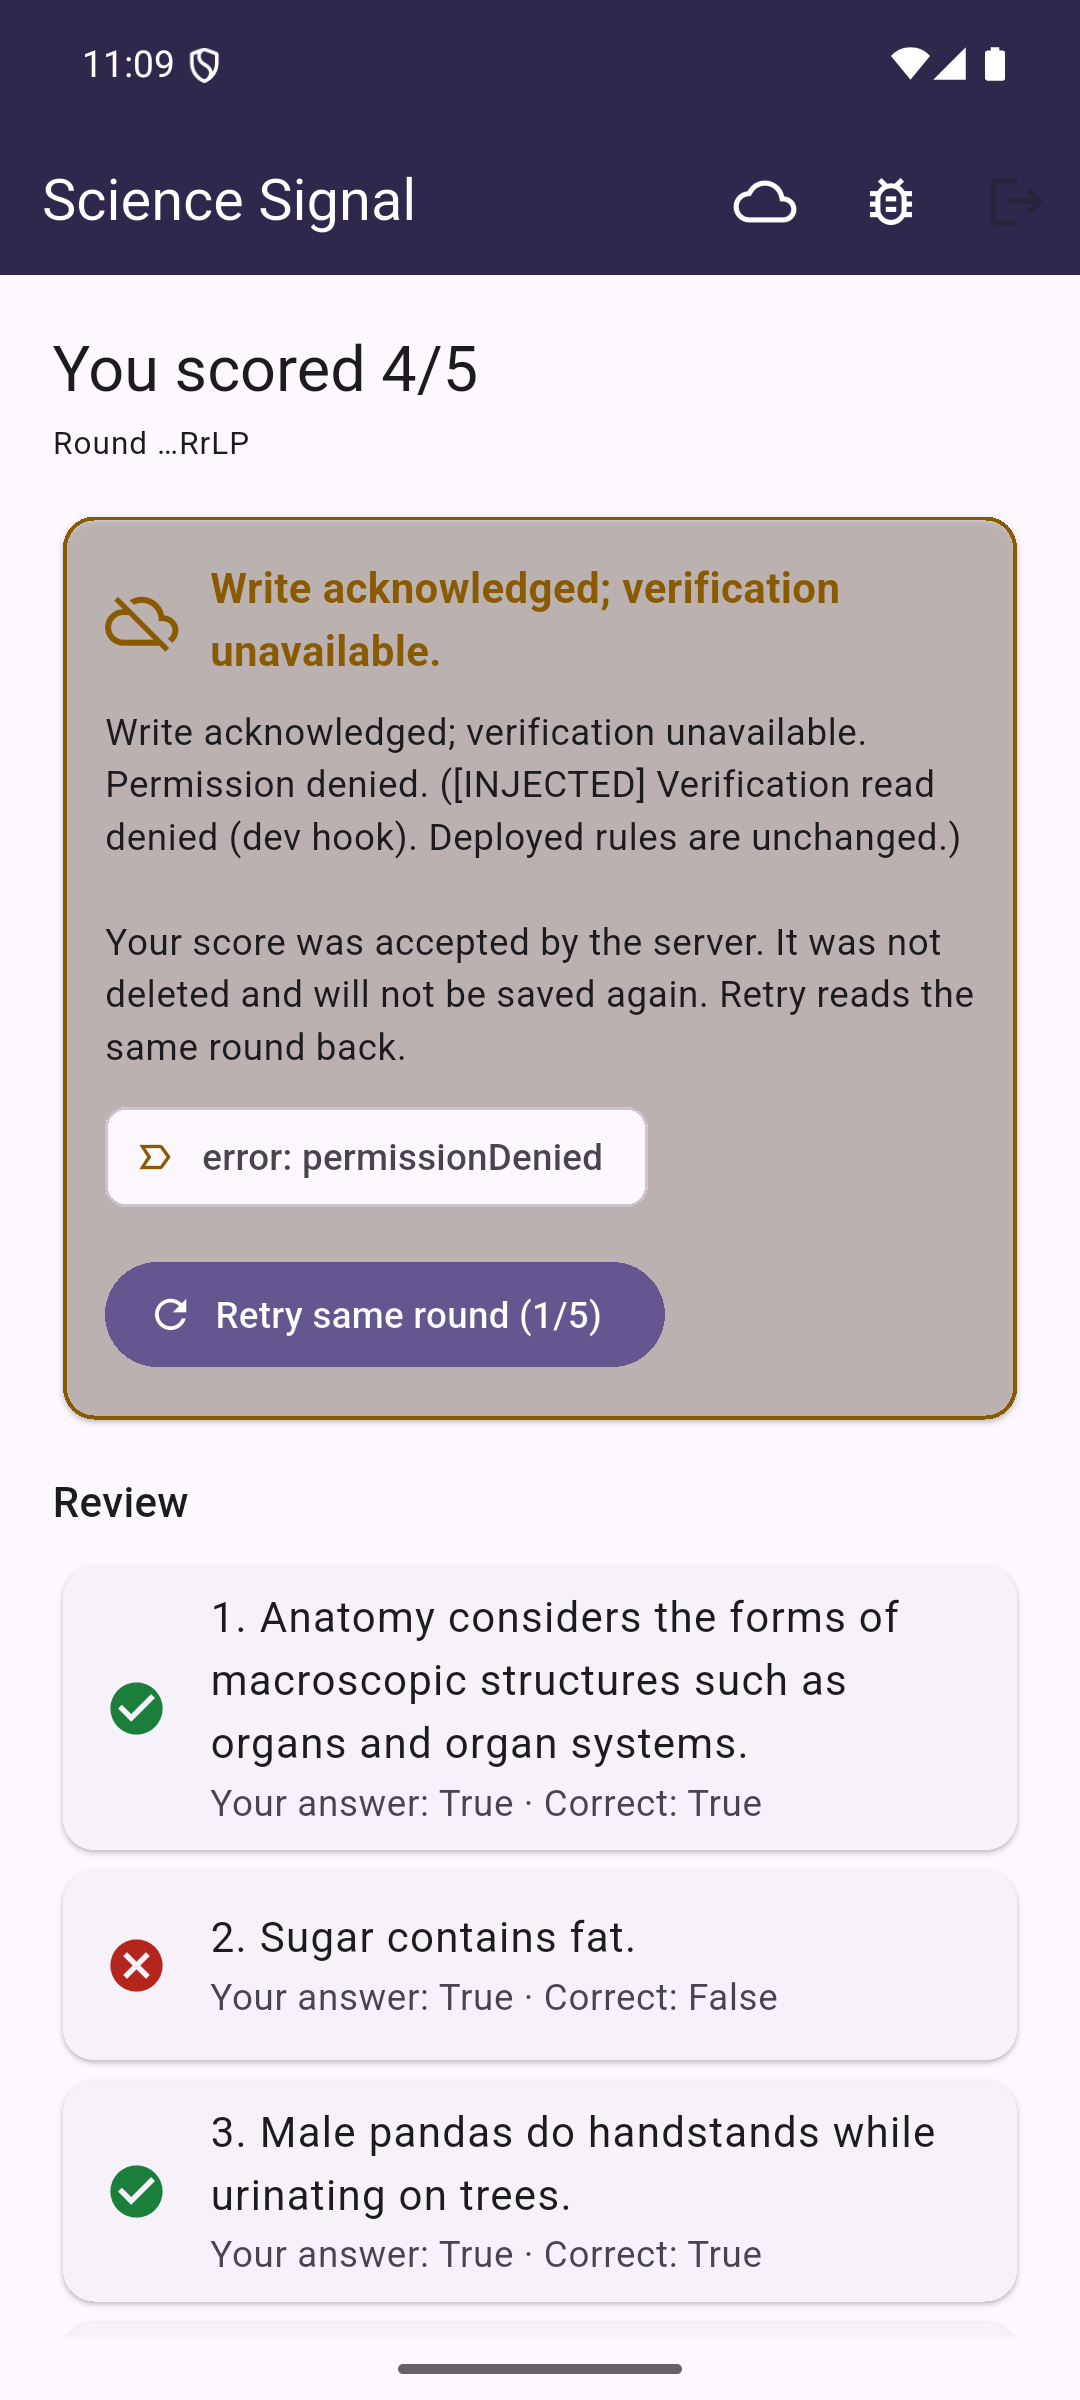 11:09
Science Signal
You scored 4/5
Round …RrLP
Write acknowledged; verification
unavailable.
Write acknowledged; verification unavailable.
Permission denied. ([INJECTED] Verification read
denied (dev hook). Deployed rules are unchanged.)
Your score was accepted by the server. It was not
deleted and will not be saved again. Retry reads the
same round back.
error: permissionDenied
Retry same round (1/5)
Review
1. Anatomy considers the forms of
macroscopic structures such as
organs and organ systems.
Your answer: True · Correct: True
2. Sugar contains fat.
Your answer: True · Correct: False
3. Male pandas do handstands while
urinating on trees.
Your answer: True · Correct: True